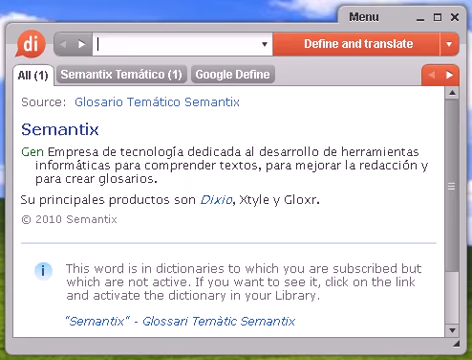 Menu
di
Define and translate
All (1)
Semantix Temático (1)
Google Define
Source: Glosario Temático Semantix
Semantix
Gen Empresa de tecnología dedicada al desarrollo de herramientas
informáticas para comprender textos, para mejorar la redacción y
para crear glosarios.
Su principales productos son Dixio, Xtyle y Gloxr.
© 2010 Semantix
i
This word is in dictionaries to which you are subscribed but
which are not active. If you want to see it, click on the link
and activate the dictionary in your Library.
"Semantix" - Glossari Temàtic Semantix